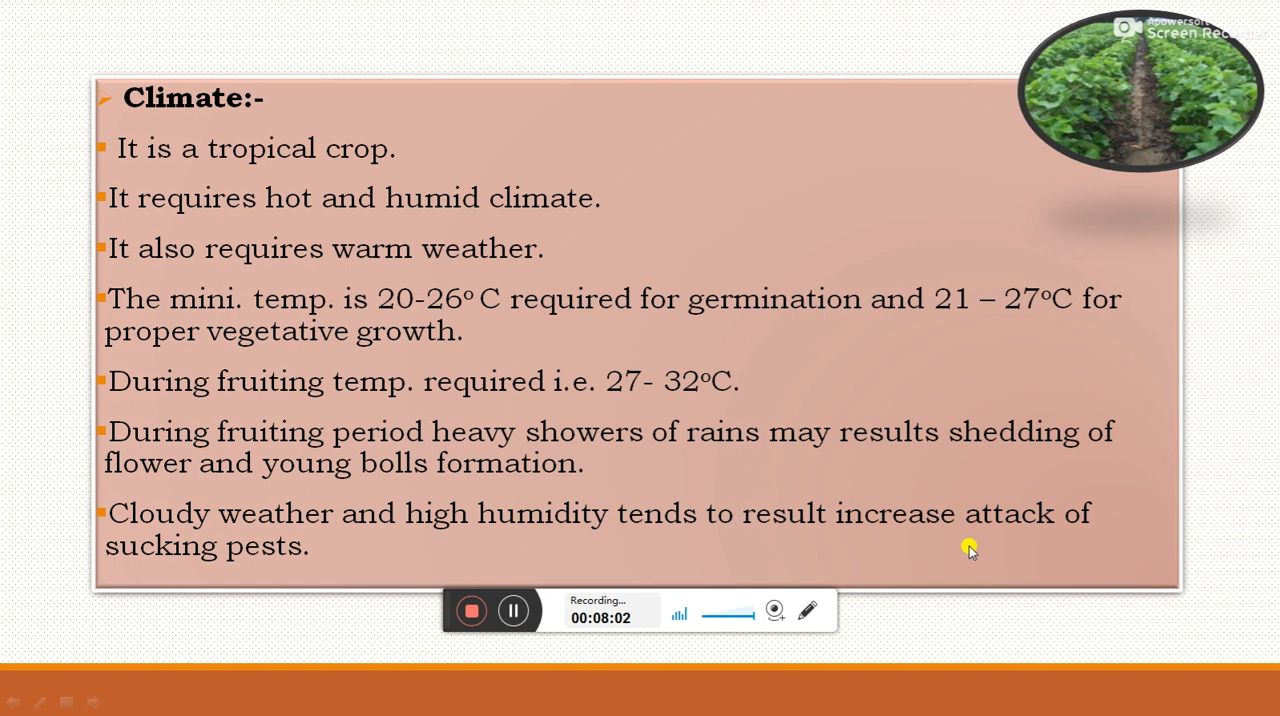 Apowersoft
Screen Recorder
Climate:-
It is a tropical crop.
It requires hot and humid climate.
It also requires warm weather.
The mini. temp. is 20-26ᵒ C required for germination and 21 – 27ᵒC for
proper vegetative growth.
During fruiting temp. required i.e. 27- 32ᵒC.
During fruiting period heavy showers of rains may results shedding of
flower and young bolls formation.
Cloudy weather and high humidity tends to result increase attack of
sucking pests.
Recording...
00:08:02